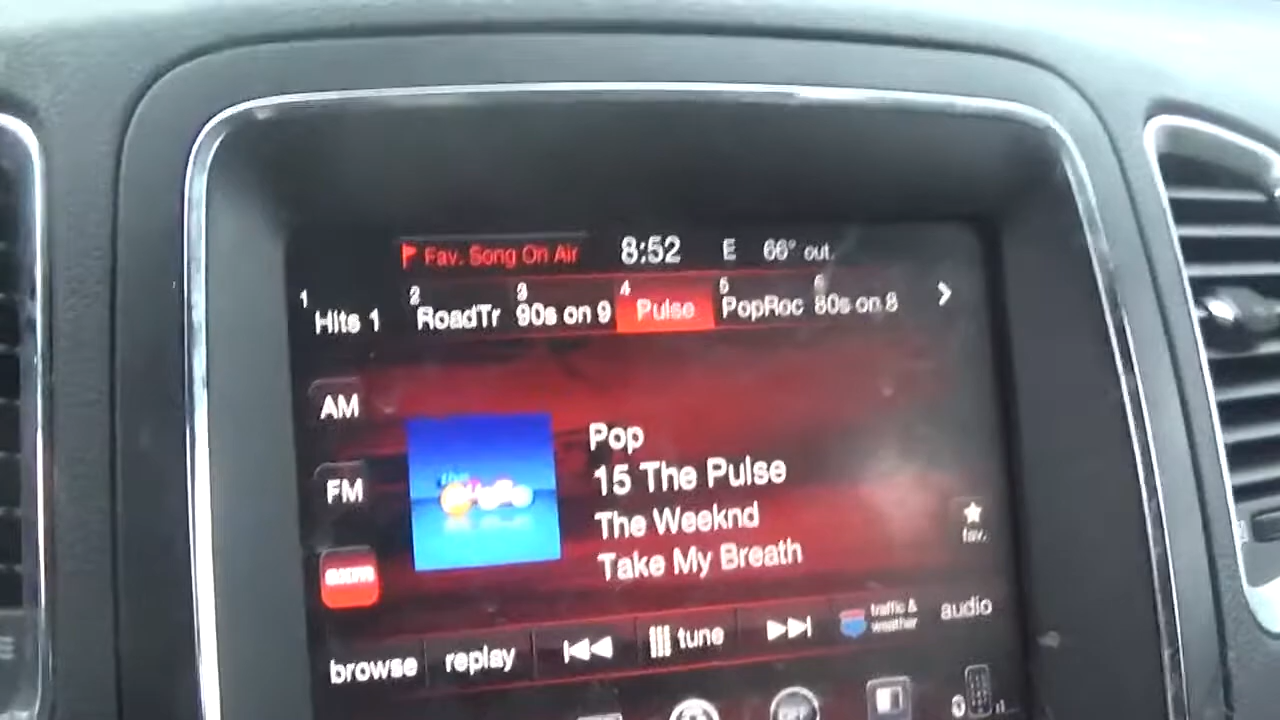 Fav. Song On Air 8:52 E 66° out.
1 Hits 1 2 RoadTr 3 90s on 9 4 Pulse 5 PopRoc 6 80s on 8
AM
FM
Pop
15 The Pulse
The Weeknd
Take My Breath
fav.
browse replay tune traffic & weather audio
OFF